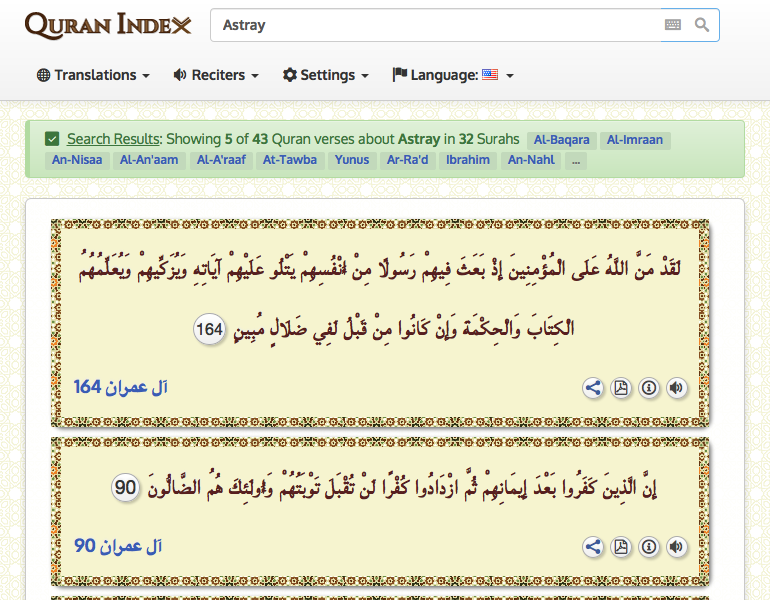 QURAN INDEX
Astray
Translations Reciters Settings Language:
Search Results: Showing 5 of 43 Quran verses about Astray in 32 Surahs Al-Baqara Al-Imraan
An-Nisaa Al-An'aam Al-A'raaf At-Tawba Yunus Ar-Ra'd Ibrahim An-Nahl ...
لَقَدْ مَنَّ اللَّهُ عَلَى الْمُؤْمِنِينَ إِذْ بَعَثَ فِيهِمْ رَسُولًا مِنْ أَنْفُسِهِمْ يَتْلُو عَلَيْهِمْ آيَاتِهِ وَيُزَكِّيهِمْ وَيُعَلِّمُهُمُ
الْكِتَابَ وَالْحِكْمَةَ وَإِنْ كَانُوا مِنْ قَبْلُ لَفِي ضَلَالٍ مُبِينٍ 164
آل عمران 164
إِنَّ الَّذِينَ كَفَرُوا بَعْدَ إِيمَانِهِمْ ثُمَّ ازْدَادُوا كُفْرًا لَنْ تُقْبَلَ تَوْبَتُهُمْ وَأُولَئِكَ هُمُ الضَّالُّونَ 90
آل عمران 90